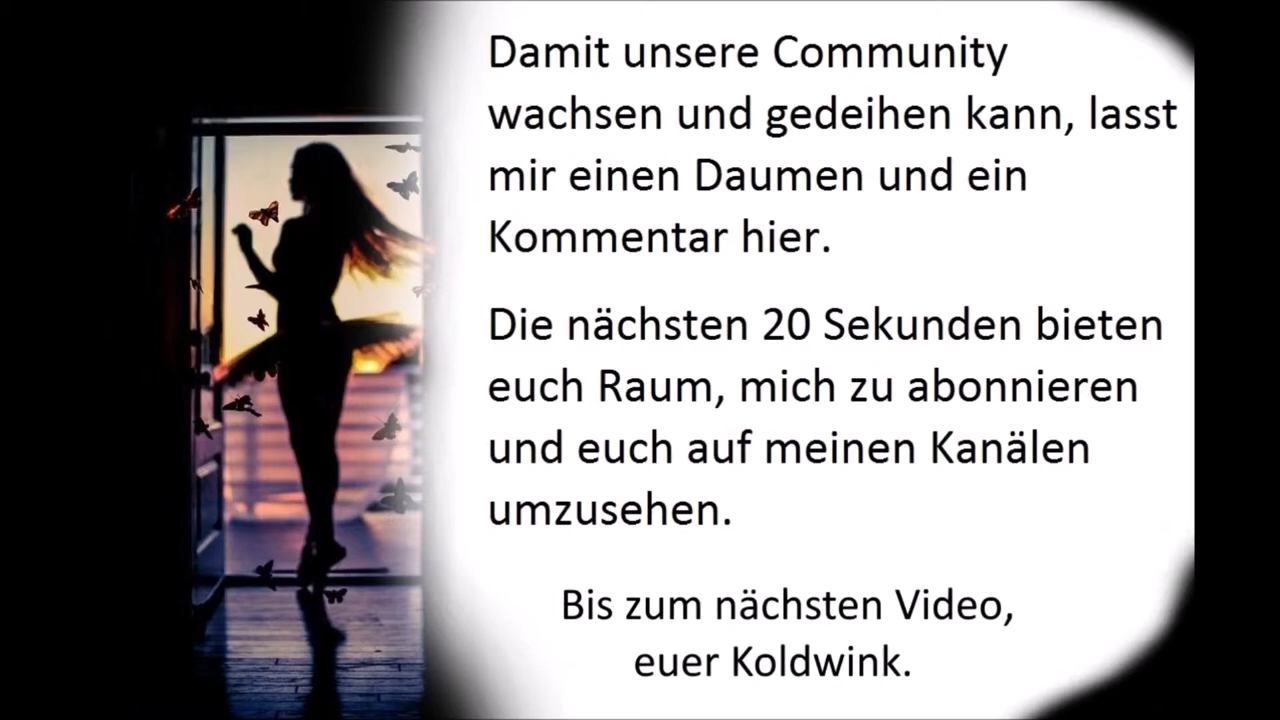 Damit unsere Community
wachsen und gedeihen kann, lasst
mir einen Daumen und ein
Kommentar hier.
Die nächsten 20 Sekunden bieten
euch Raum, mich zu abonnieren
und euch auf meinen Kanälen
umzusehen.
Bis zum nächsten Video,
euer Koldwink.